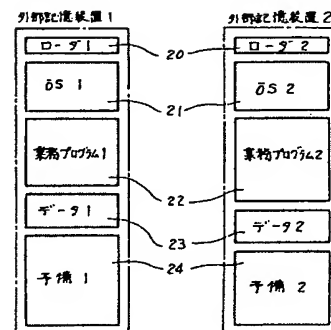 外部記憶装置1
外部記憶装置2
ローダ1
20
ローダ2
OS 1
21
OS 2
業務プログラム1
22
業務プログラム2
データ1
23
データ2
予備 1
24
予備 2